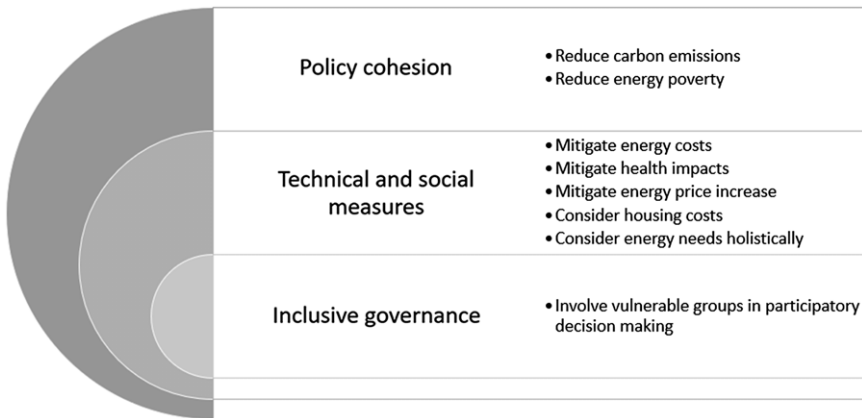 Policy cohesion
• Reduce carbon emissions
• Reduce energy poverty
Technical and social
measures
• Mitigate energy costs
• Mitigate health impacts
• Mitigate energy price increase
• Consider housing costs
• Consider energy needs holistically
Inclusive governance
• Involve vulnerable groups in participatory
decision making